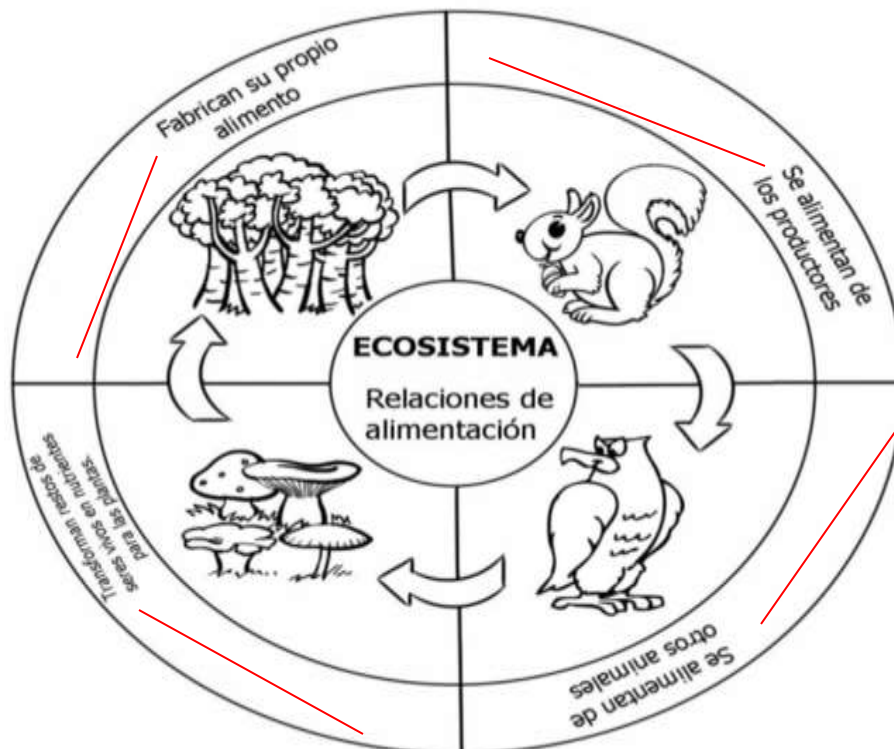 Fabrican su propio
alimento
Se alimentan de
los productores
ECOSISTEMA
Relaciones de
alimentación
Transforman restos de
seres vivos en nutrientes
para las plantas.
Se alimentan de
otros animales